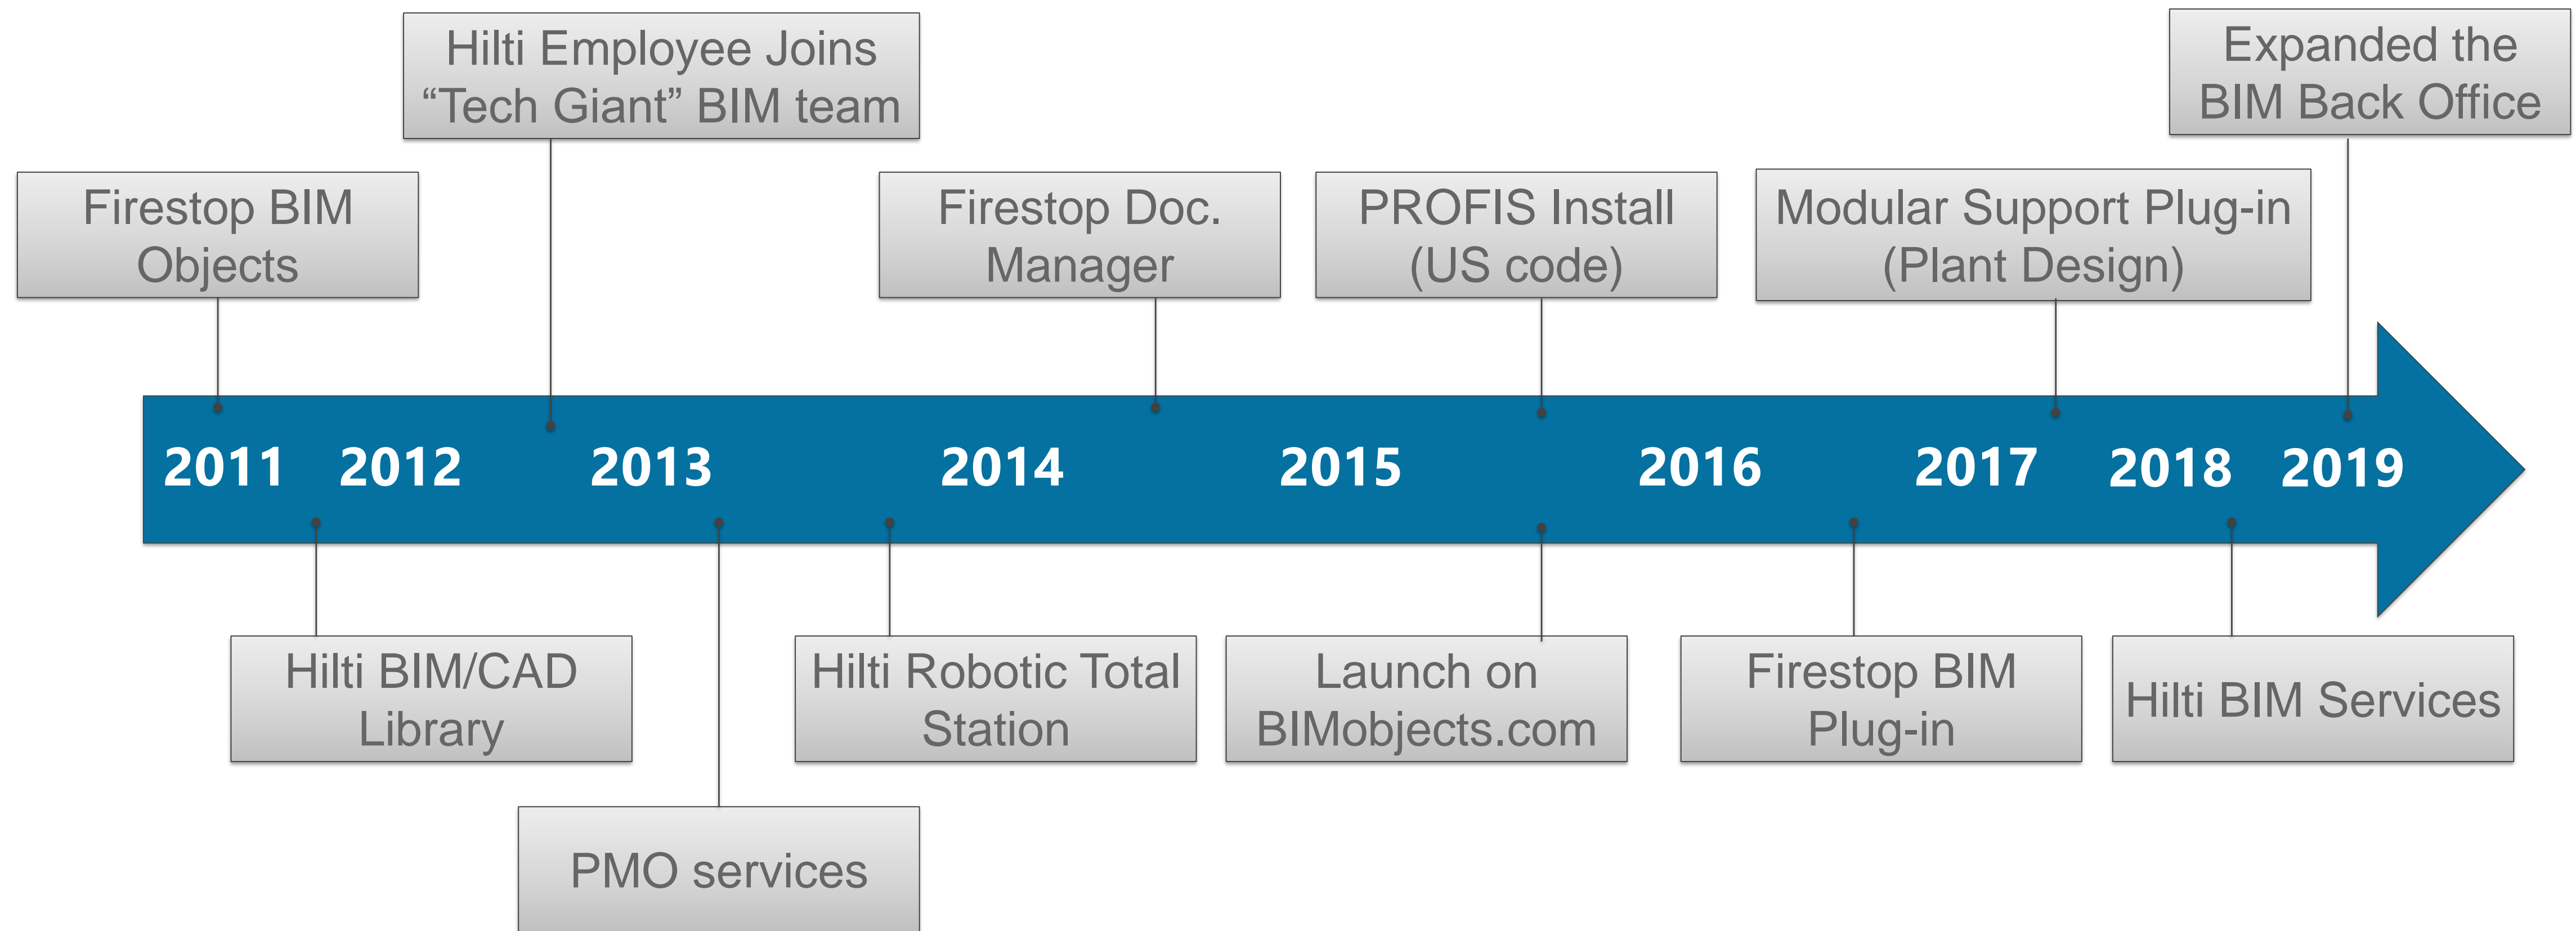 Hilti Employee Joins
“Tech Giant” BIM team
Expanded the
BIM Back Office
Firestop BIM
Objects
Firestop Doc.
Manager
PROFIS Install
(US code)
Modular Support Plug-in
(Plant Design)
2011 2012 2013 2014 2015 2016 2017 2018 2019
Hilti BIM/CAD
Library
Hilti Robotic Total
Station
Launch on
BIMobjects.com
Firestop BIM
Plug-in
Hilti BIM Services
PMO services